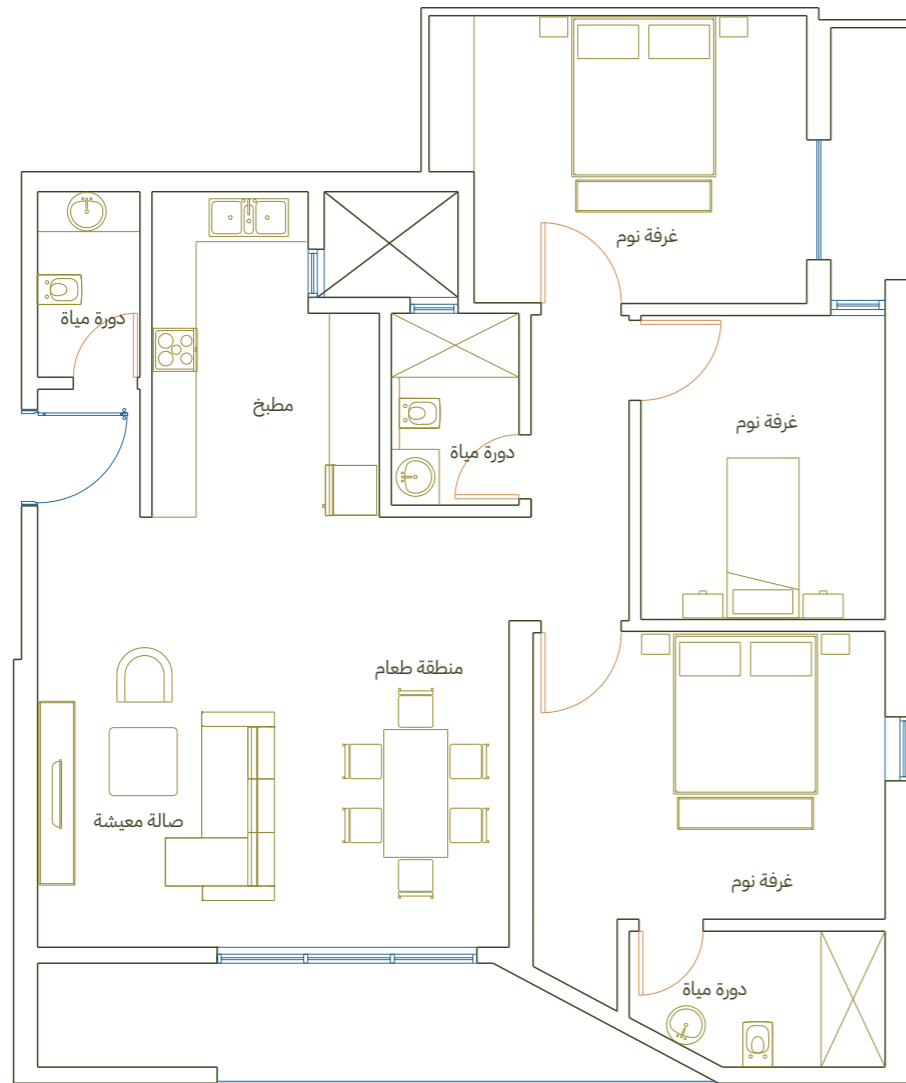 غرفة نوم
دورة مياة
مطبخ
غرفة نوم
دورة مياة
منطقة طعام
صالة معيشة
غرفة نوم
دورة مياة